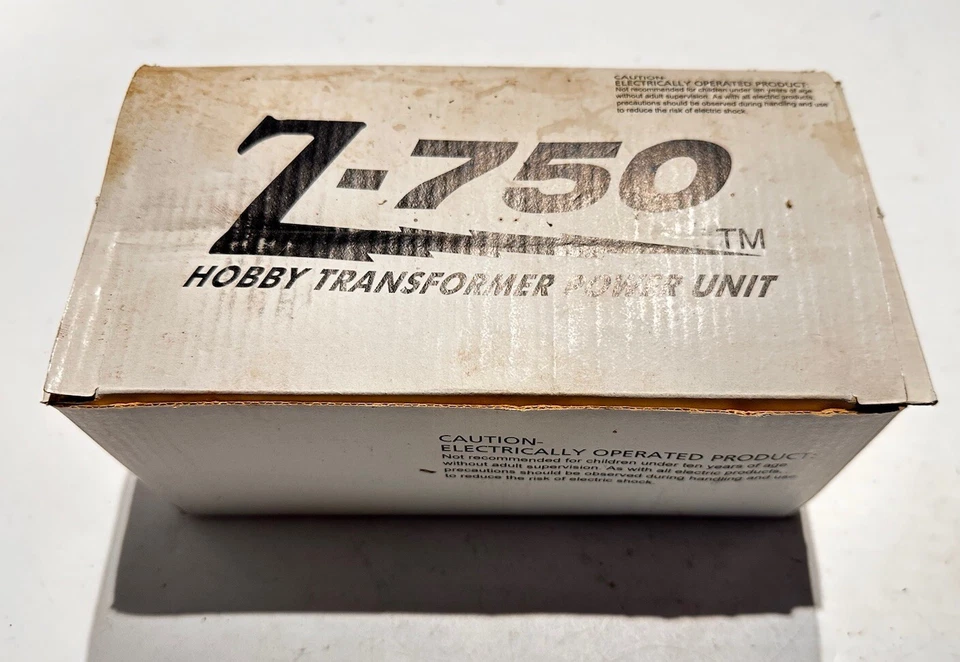 CAUTION-
ELECTRICALLY OPERATED PRODUCT:
Not recommended for children under ten years of age
without adult supervision. As with all electric products,
precautions should be observed during handling and use
to reduce the risk of electric shock.
Z-750
TM
HOBBY TRANSFORMER POWER UNIT
CAUTION-
ELECTRICALLY OPERATED PRODUCT:
Not recommended for children under ten years of age
without adult supervision. As with all electric products,
precautions should be observed during handling and use
to reduce the risk of electric shock.